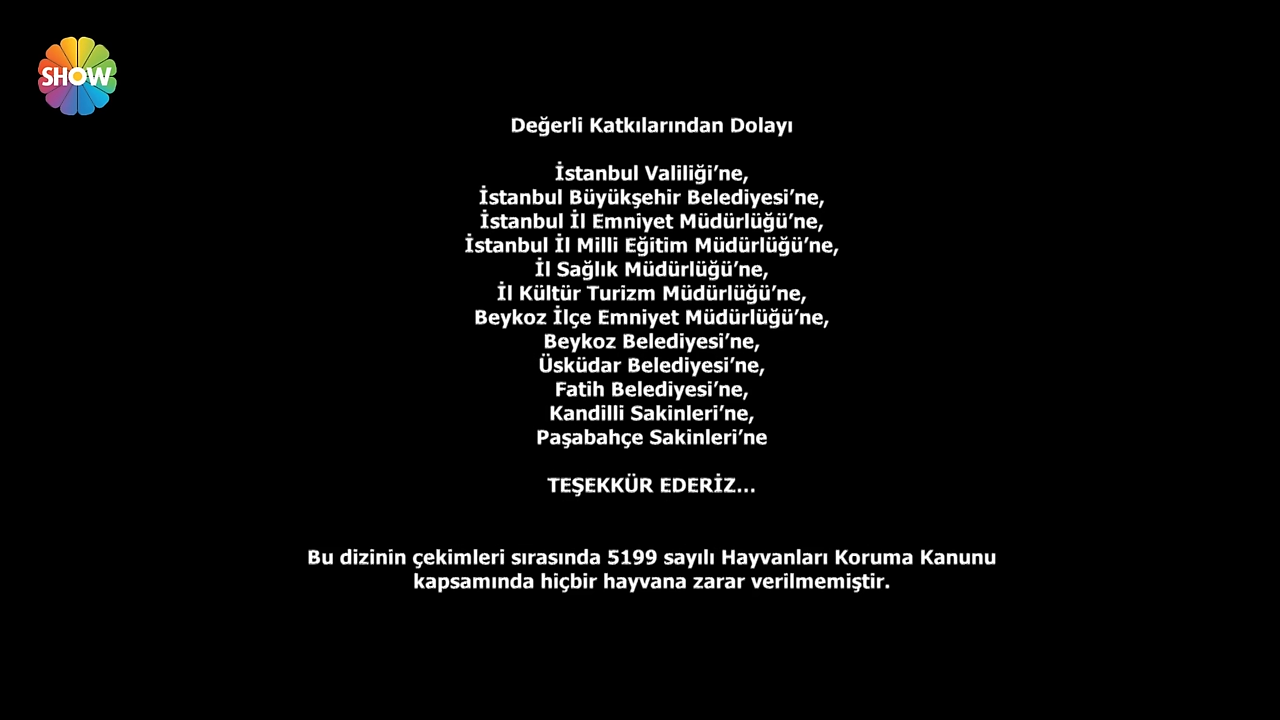 SHOW
Değerli Katkılarından Dolayı
İstanbul Valiliği’ne,
İstanbul Büyükşehir Belediyesi’ne,
İstanbul İl Emniyet Müdürlüğü’ne,
İstanbul İl Milli Eğitim Müdürlüğü’ne,
İl Sağlık Müdürlüğü’ne,
İl Kültür Turizm Müdürlüğü’ne,
Beykoz İlçe Emniyet Müdürlüğü’ne,
Beykoz Belediyesi’ne,
Üsküdar Belediyesi’ne,
Fatih Belediyesi’ne,
Kandilli Sakinleri’ne,
Paşabahçe Sakinleri’ne
TEŞEKKÜR EDERİZ...
Bu dizinin çekimleri sırasında 5199 sayılı Hayvanları Koruma Kanunu
kapsamında hiçbir hayvana zarar verilmemiştir.